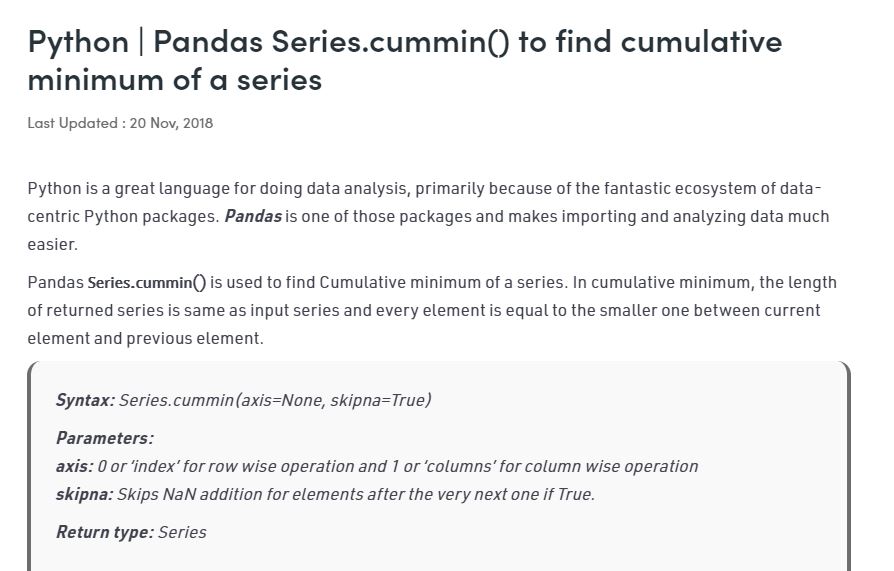 Python | Pandas Series.cummin() to find cumulative
minimum of a series
Last Updated : 20 Nov, 2018
Python is a great language for doing data analysis, primarily because of the fantastic ecosystem of data-
centric Python packages. Pandas is one of those packages and makes importing and analyzing data much
easier.
Pandas Series.cummin() is used to find Cumulative minimum of a series. In cumulative minimum, the length
of returned series is same as input series and every element is equal to the smaller one between current
element and previous element.
Syntax: Series.cummin(axis=None, skipna=True)
Parameters:
axis: 0 or ‘index’ for row wise operation and 1 or ‘columns’ for column wise operation
skipna: Skips NaN addition for elements after the very next one if True.
Return type: Series